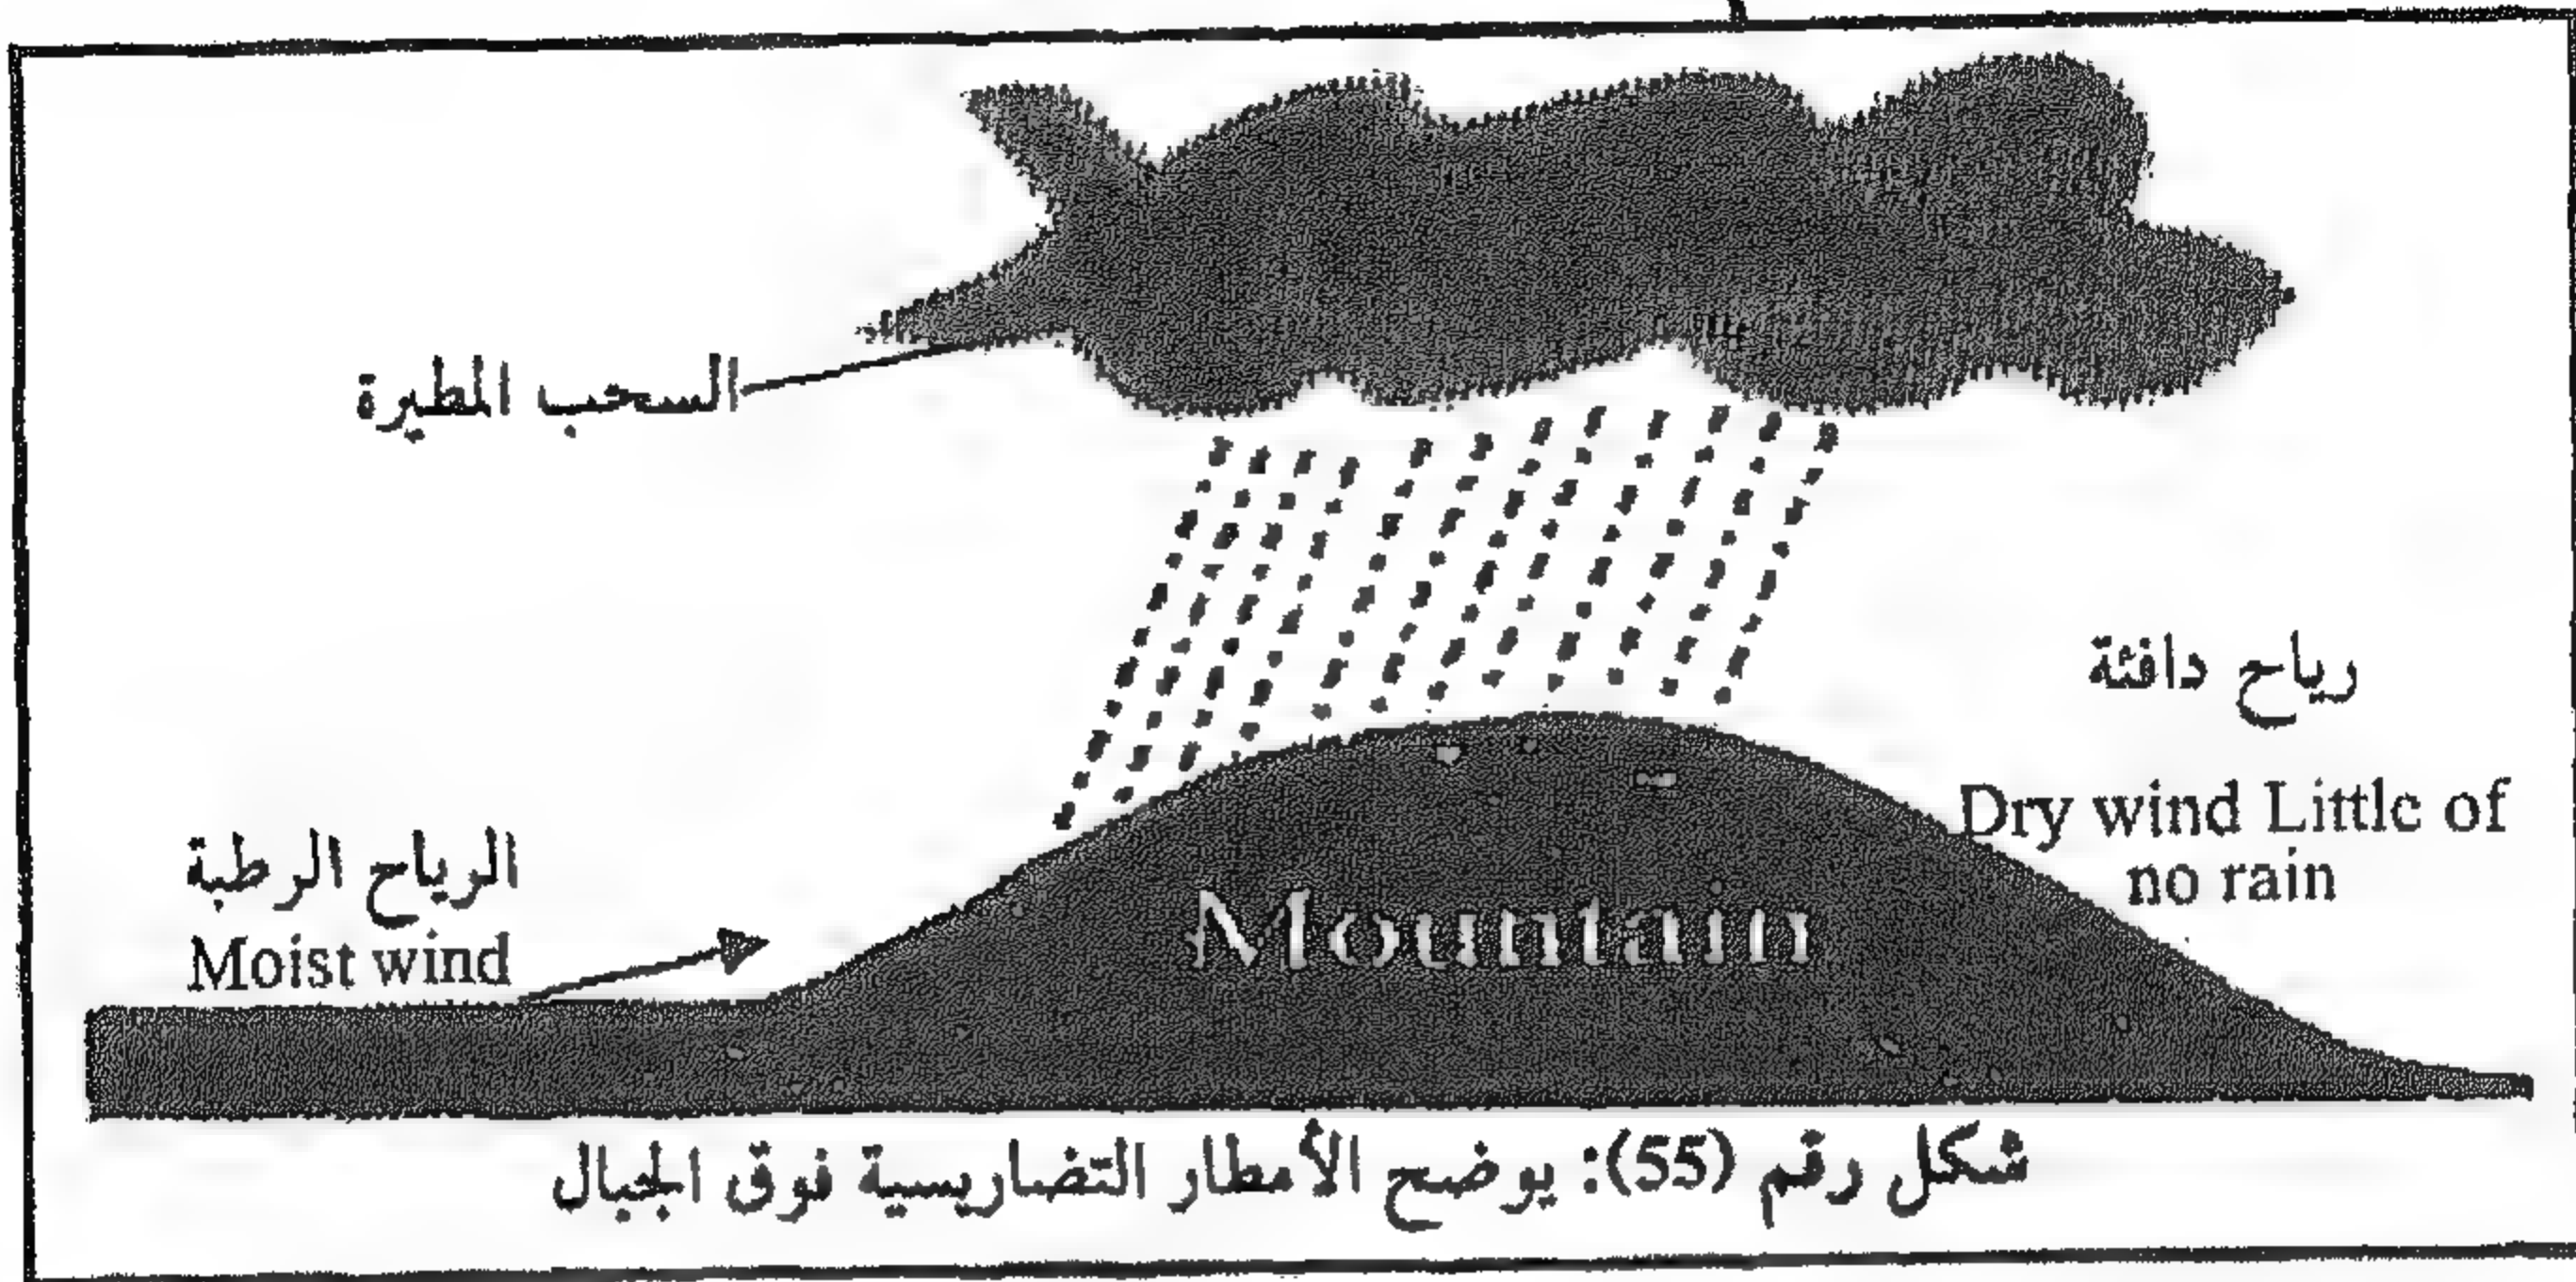 السحب المطيرة
رياح دافئة
Dry wind Little of
no rain
الرياح الرطبة
Moist wind
Mountain
شكل رقم (55): يوضح الأمطار التضاريسية فوق الجبال